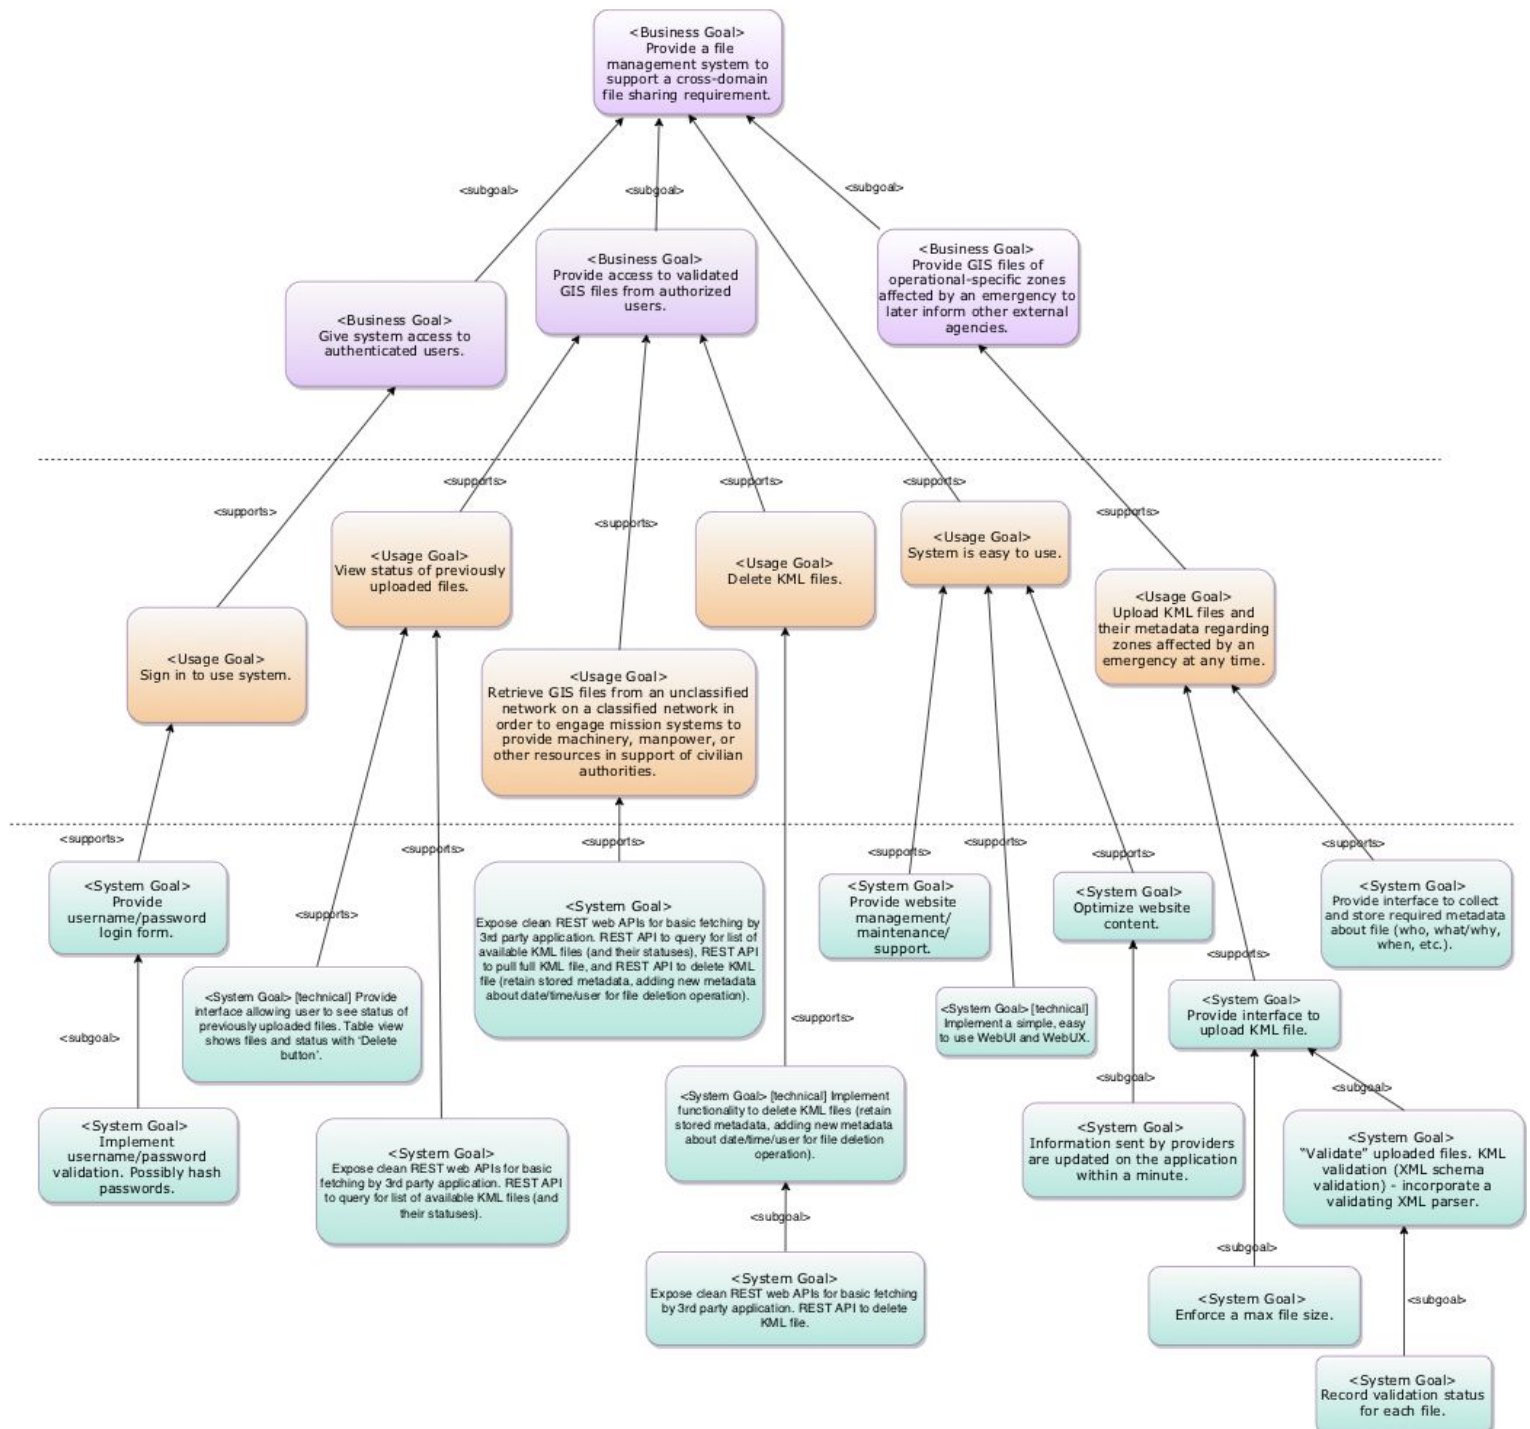 <Business Goal>
Provide a file
management system to
support a cross-domain
file sharing requirement.
<subgoal>
<subgoal>
<subgoal>
<Business Goal>
Give system access to
authenticated users.
<Business Goal>
Provide access to validated
GIS files from authorized
users.
<Business Goal>
Provide GIS files of
operational-specific zones
affected by an emergency to
later inform other external
agencies.
<supports>
<supports>
<supports>
<supports>
<supports>
<supports>
<Usage Goal>
Sign in to use system.
<Usage Goal>
View status of previously
uploaded files.
<Usage Goal>
Retrieve GIS files from an unclassified
network on a classified network in
order to engage mission systems to
provide machinery, manpower, or
other resources in support of civilian
authorities.
<Usage Goal>
Delete KML files.
<Usage Goal>
System is easy to use.
<Usage Goal>
Upload KML files and
their metadata regarding
zones affected by an
emergency at any time.
<supports>
<supports>
<supports>
<supports>
<supports>
<supports>
<supports>
<supports>
<supports>
<supports>
<System Goal>
Provide
username/password
login form.
<subgoal>
<System Goal>
Implement
username/password
validation. Possibly hash
passwords.
<System Goal> [technical] Provide
interface allowing user to see status of
previously uploaded files. Table view
shows files and status with ‘Delete
button’.
<System Goal>
Expose clean REST web APIs for basic
fetching by 3rd party application. REST API
to query for list of available KML files (and
their statuses).
<System Goal>
Expose clean REST web APIs for basic fetching by
3rd party application. REST API to query for list of
available KML files (and their statuses), REST API
to pull full KML file, and REST API to delete KML
file (retain stored metadata, adding new metadata
about date/time/user for file deletion operation).
<System Goal> [technical] Implement
functionality to delete KML files (retain
stored metadata, adding new metadata
about date/time/user for file deletion
operation).
<subgoal>
<System Goal>
Expose clean REST web APIs for basic fetching
by 3rd party application. REST API to delete
KML file.
<System Goal>
Provide website
management/
maintenance/
support.
<System Goal> [technical]
Implement a simple, easy
to use WebUI and WebUX.
<System Goal>
Optimize website
content.
<subgoal>
<System Goal>
Information sent by providers
are updated on the application
within a minute.
<System Goal>
Provide interface to
upload KML file.
<System Goal>
Provide interface to collect
and store required metadata
about file (who, what/why,
when, etc.).
<subgoal>
<System Goal>
“Validate” uploaded files. KML
validation (XML schema
validation) - incorporate a
validating XML parser.
<subgoal>
<System Goal>
Enforce a max file size.
<subgoal>
<System Goal>
Record validation status
for each file.